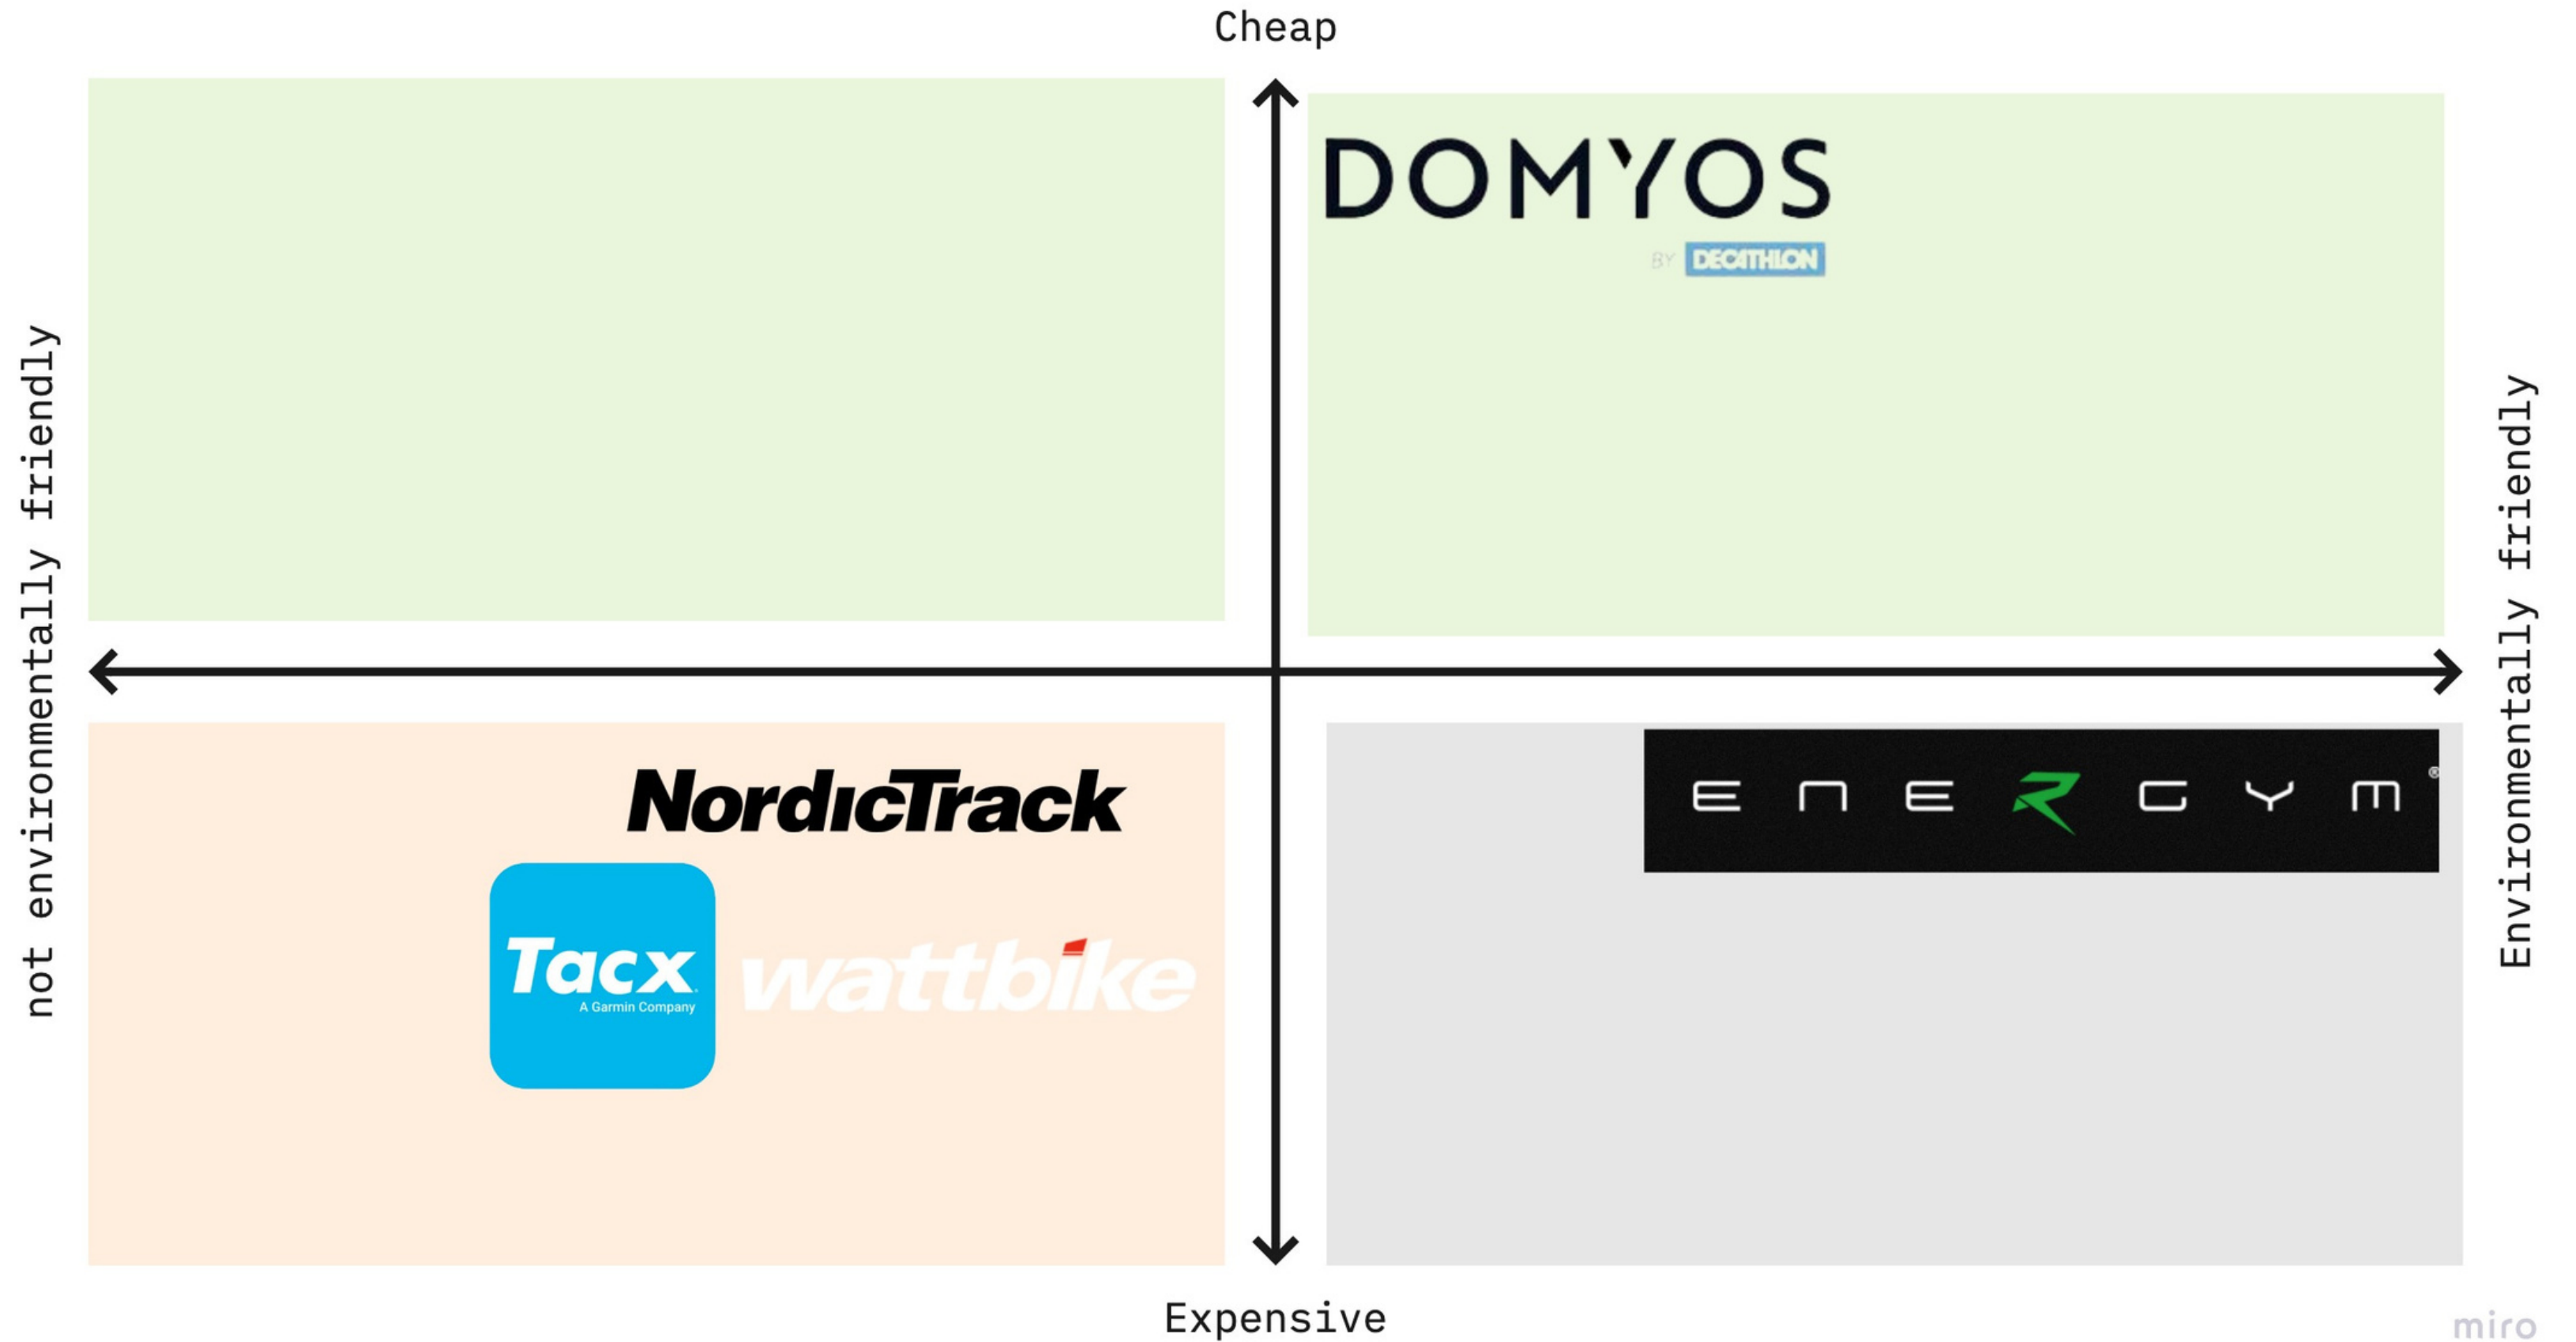 Cheap
not environmentally friendly
DOMYOS
BY DECATHLON
Environmentally friendly
NordicTrack
ENERGYM®
Tacx
A Garmin Company
wattbike
Expensive
miro